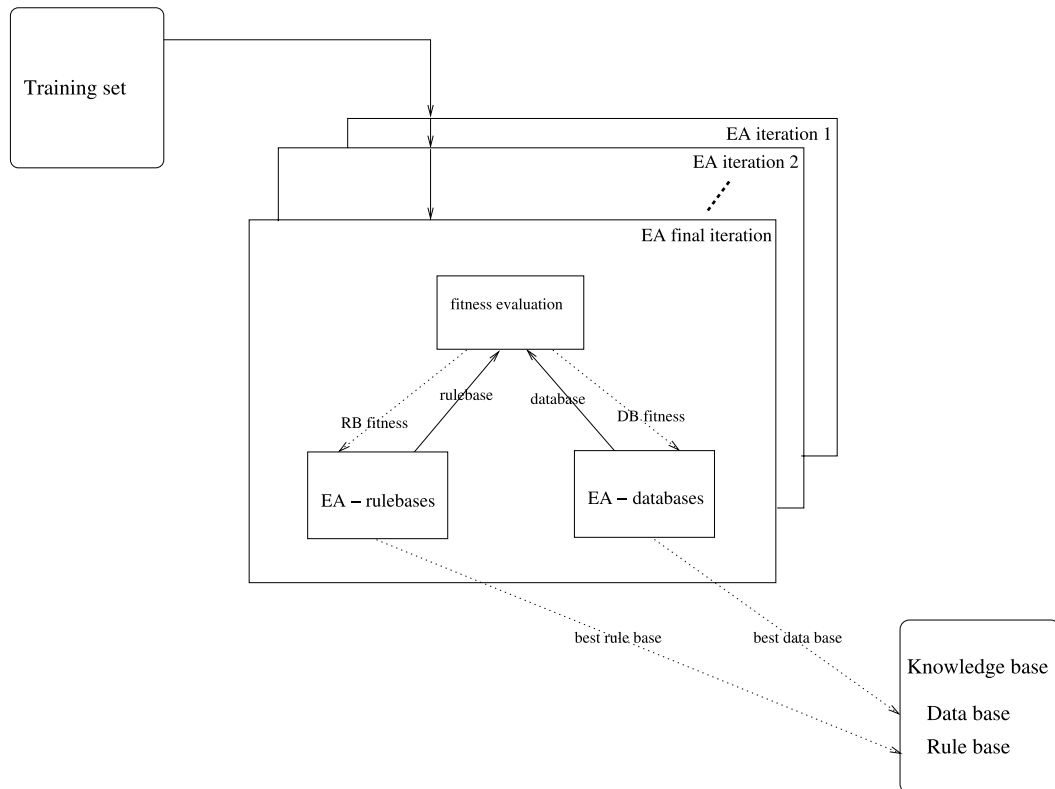 Training set
EA iteration 1
EA iteration 2
EA final iteration
fitness evaluation
rulebase
database
RB fitness
DB fitness
EA – rulebases
EA – databases
best rule base
best data base
Knowledge base
Data base
Rule base